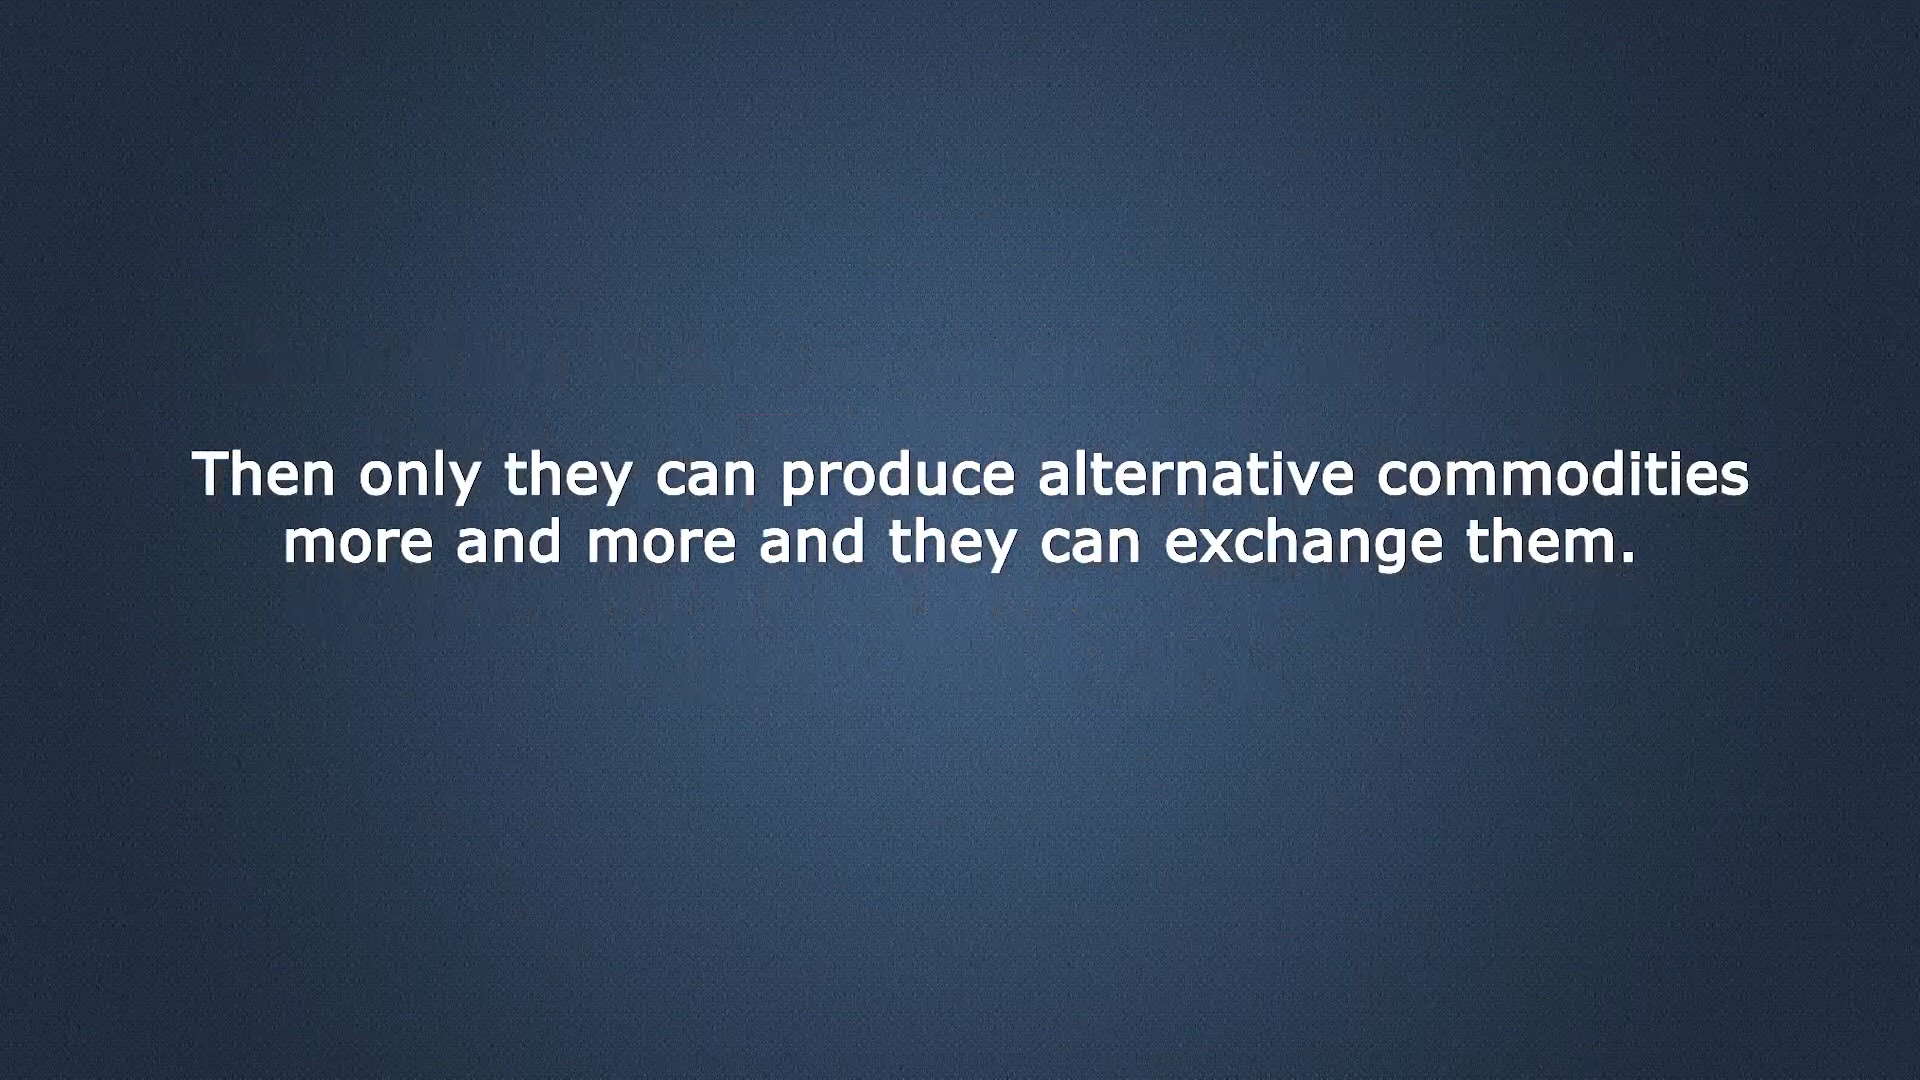 Then only they can produce alternative commodities
more and more and they can exchange them.